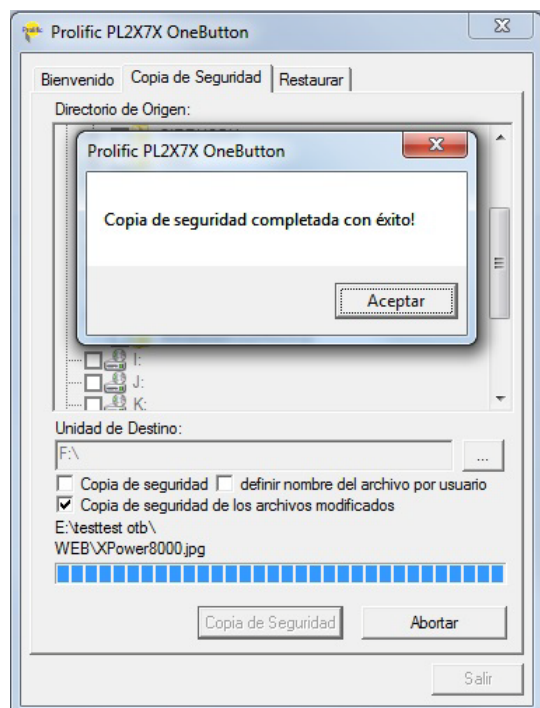 Prolific PL2X7X OneButton
Bienvenido Copia de Seguridad Restaurar
Directorio de Origen:
Prolific PL2X7X OneButton
Copia de seguridad completada con éxito!
Aceptar
I:
J:
K:
Unidad de Destino:
F:\
...
Copia de seguridad definir nombre del archivo por usuario
Copia de seguridad de los archivos modificados
E:\testtest otb\
WEB\XPower8000.jpg
Copia de Seguridad Abortar
Salir